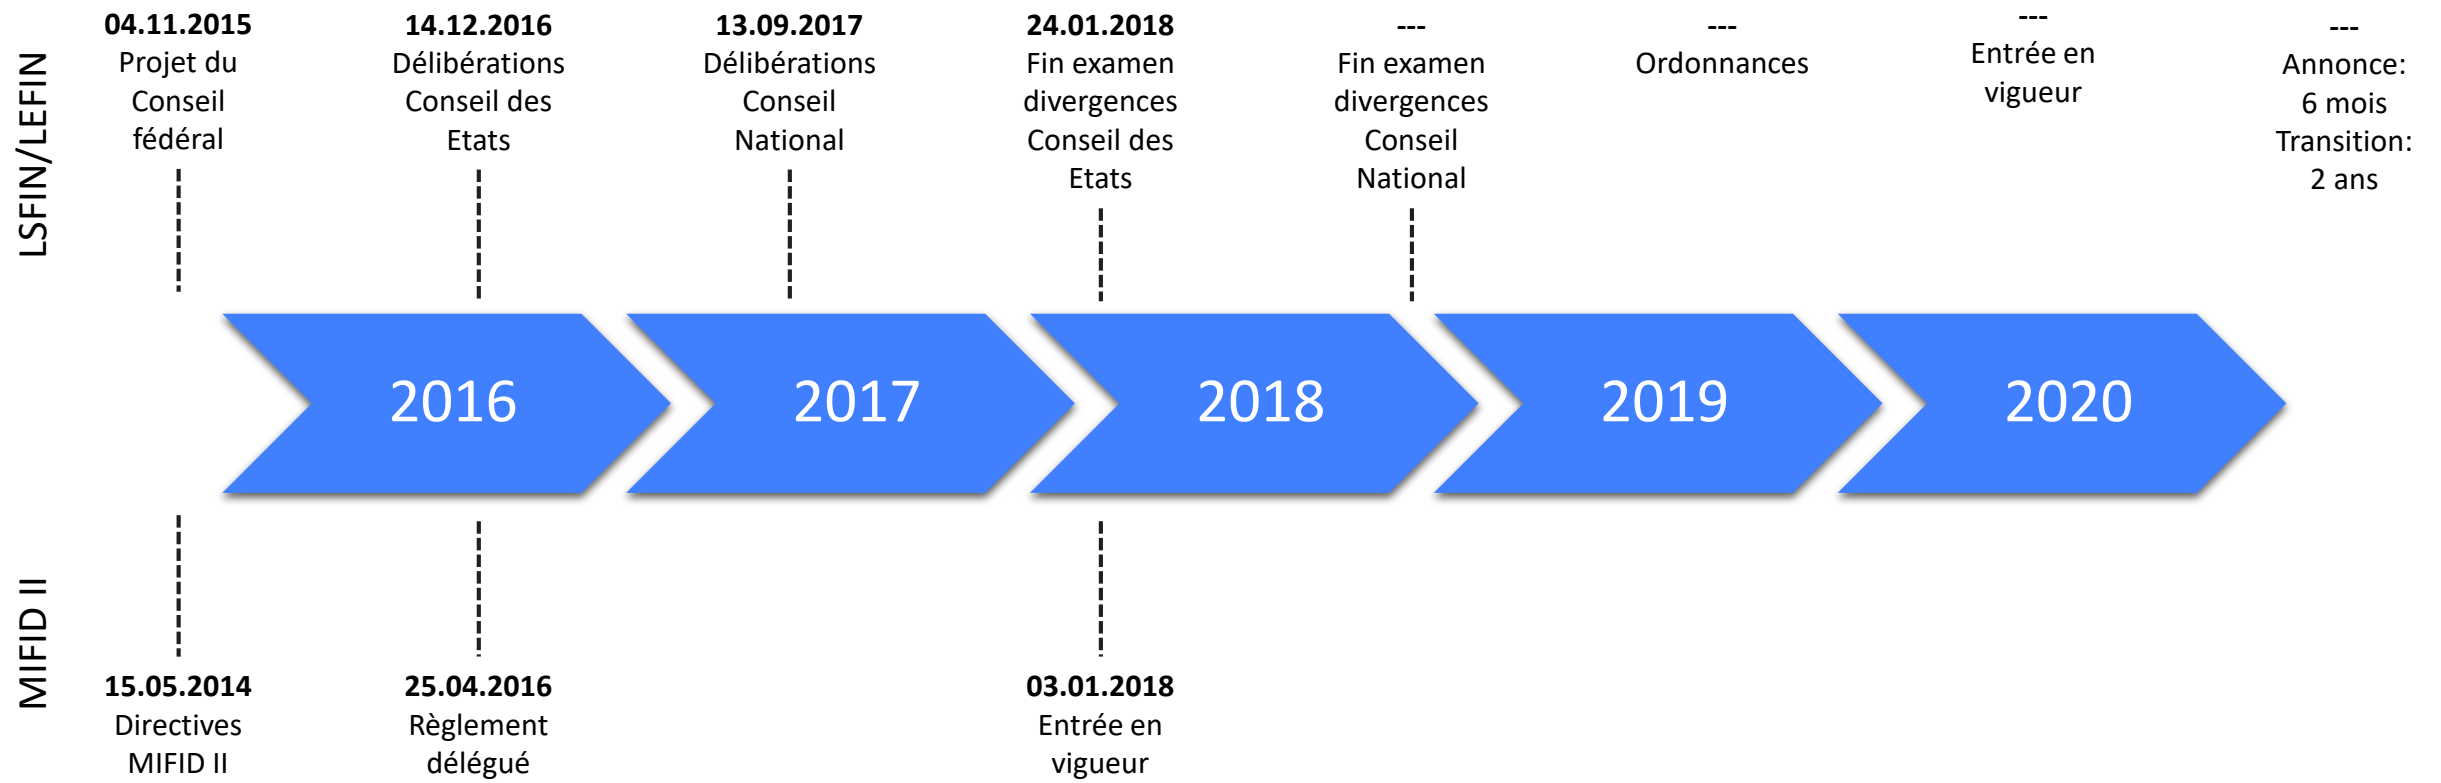 LSFIN/LEFIN
04.11.2015
Projet du
Conseil
fédéral
14.12.2016
Délibérations
Conseil des
Etats
13.09.2017
Délibérations
Conseil
National
24.01.2018
Fin examen
divergences
Conseil des
Etats
---
Fin examen
divergences
Conseil
National
---
Ordonnances
---
Entrée en
vigueur
---
Annonce:
6 mois
Transition:
2 ans
2016
2017
2018
2019
2020
MIFID II
15.05.2014
Directives
MIFID II
25.04.2016
Règlement
délégué
03.01.2018
Entrée en
vigueur